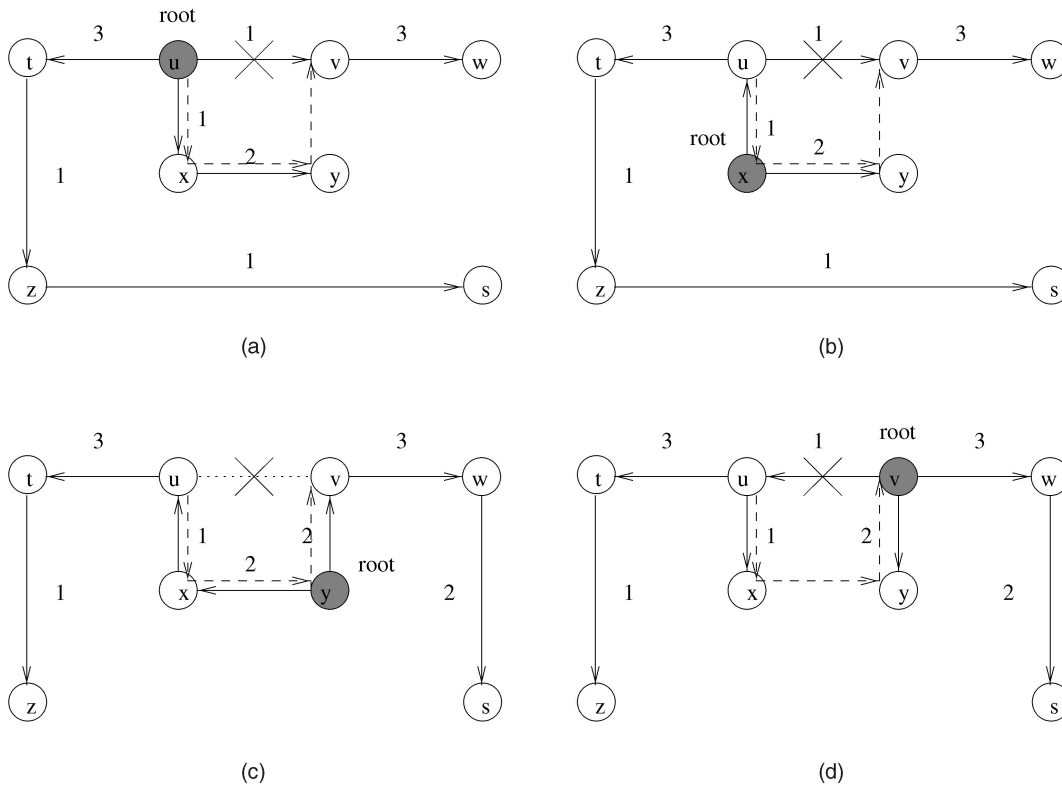 root
3 1 3
t u v w
1
2
x y
1
1
z s
(a)
3 1 3
t u v w
root 1 2
x y
1
1
z s
(b)
3 3
t u v w
1 2 2 root
x y
1 2
z s
(c)
root
3 1 3
t u v w
1 2
x y
1 2
z s
(d)